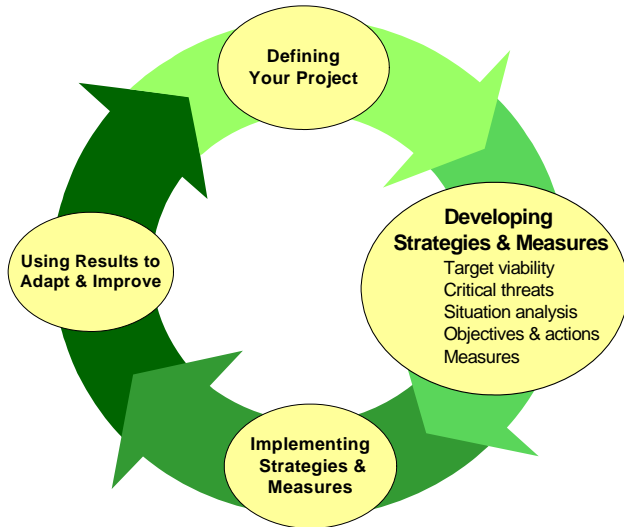 Defining
Your Project
Developing
Strategies & Measures
Target viability
Critical threats
Situation analysis
Objectives & actions
Measures
Implementing
Strategies &
Measures
Using Results to
Adapt & Improve